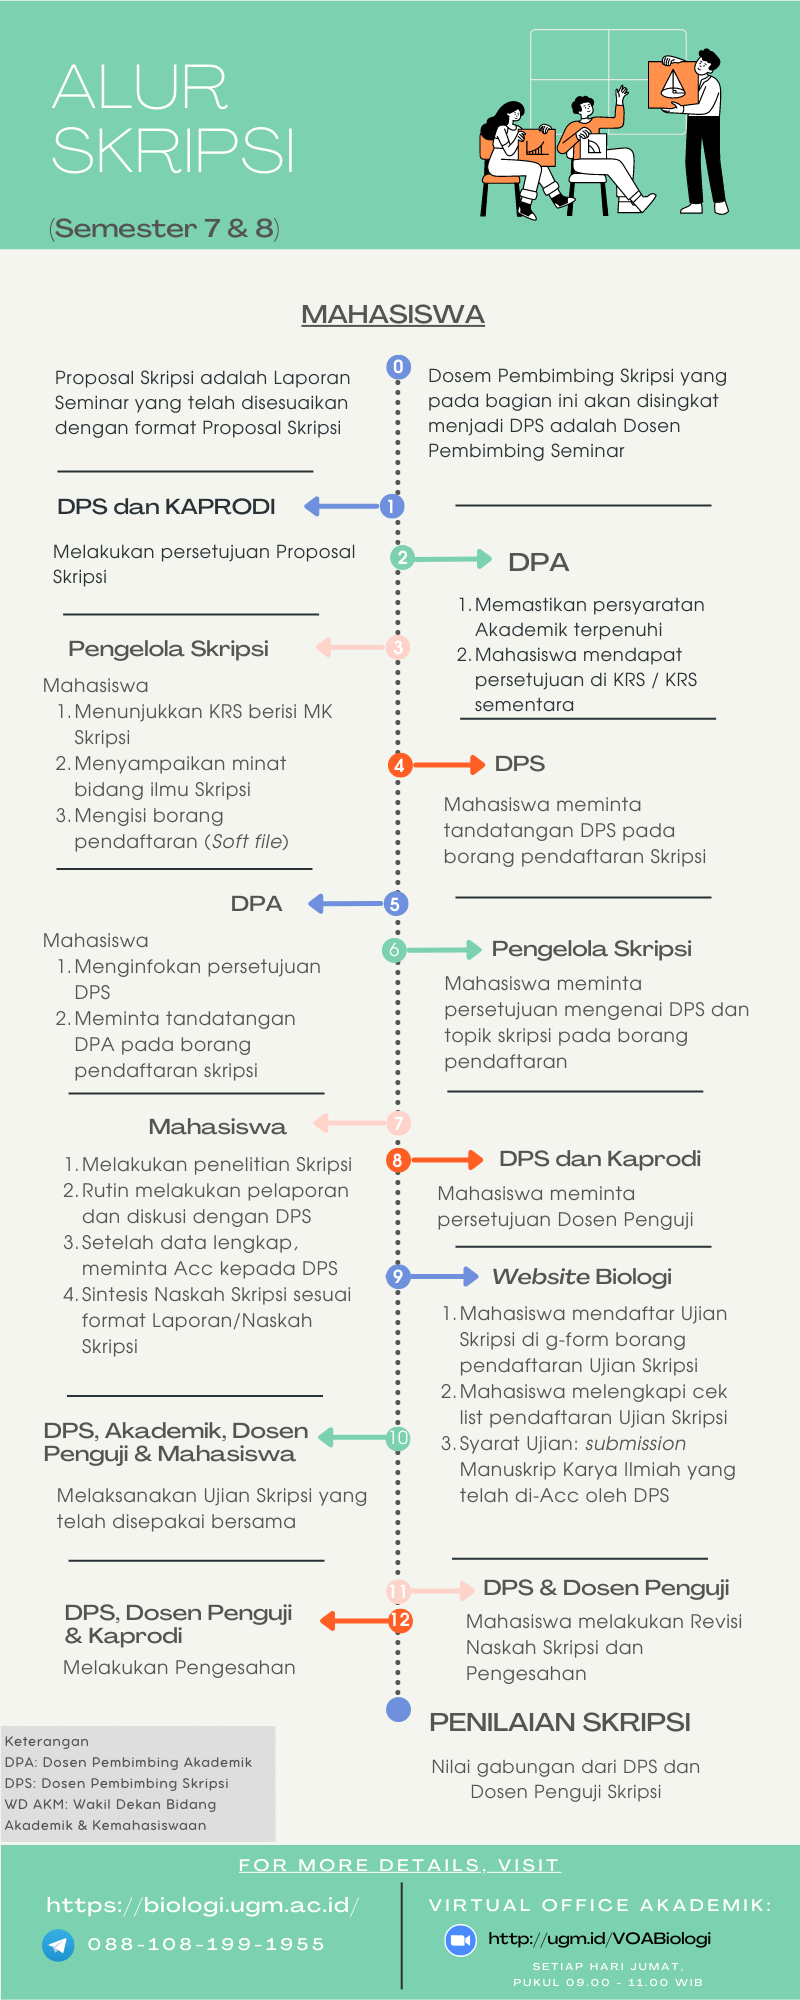 ALUR
SKRIPSI
(Semester 7 & 8)
MAHASISWA
0
Proposal Skripsi adalah Laporan
Seminar yang telah disesuaikan
dengan format Proposal Skripsi
Dosem Pembimbing Skripsi yang
pada bagian ini akan disingkat
menjadi DPS adalah Dosen
Pembimbing Seminar
1
DPS dan KAPRODI
Melakukan persetujuan Proposal
Skripsi
2
DPA
1. Memastikan persyaratan
Akademik terpenuhi
2. Mahasiswa mendapat
persetujuan di KRS / KRS
sementara
3
Pengelola Skripsi
Mahasiswa
1. Menunjukkan KRS berisi MK
Skripsi
2. Menyampaikan minat
bidang ilmu Skripsi
3. Mengisi borang
pendaftaran (Soft file)
4
DPS
Mahasiswa meminta
tandatangan DPS pada
borang pendaftaran Skripsi
5
DPA
Mahasiswa
1. Menginfokan persetujuan
DPS
2. Meminta tandatangan
DPA pada borang
pendaftaran skripsi
6
Pengelola Skripsi
Mahasiswa meminta
persetujuan mengenai DPS dan
topik skripsi pada borang
pendaftaran
7
Mahasiswa
1. Melakukan penelitian Skripsi
2. Rutin melakukan pelaporan
dan diskusi dengan DPS
3. Setelah data lengkap,
meminta Acc kepada DPS
4. Sintesis Naskah Skripsi sesuai
format Laporan/Naskah
Skripsi
8
DPS dan Kaprodi
Mahasiswa meminta
persetujuan Dosen Penguji
9
Website Biologi
1. Mahasiswa mendaftar Ujian
Skripsi di g-form borang
pendaftaran Ujian Skripsi
2. Mahasiswa melengkapi cek
list pendaftaran Ujian Skripsi
3. Syarat Ujian: submission
Manuskrip Karya Ilmiah yang
telah di-Acc oleh DPS
10
DPS, Akademik, Dosen
Penguji & Mahasiswa
Melaksanakan Ujian Skripsi yang
telah disepakai bersama
11
DPS & Dosen Penguji
Mahasiswa melakukan Revisi
Naskah Skripsi dan
Pengesahan
12
DPS, Dosen Penguji
& Kaprodi
Melakukan Pengesahan
PENILAIAN SKRIPSI
Nilai gabungan dari DPS dan
Dosen Penguji Skripsi
Keterangan
DPA: Dosen Pembimbing Akademik
DPS: Dosen Pembimbing Skripsi
WD AKM: Wakil Dekan Bidang
Akademik & Kemahasiswaan
FOR MORE DETAILS, VISIT
https://biologi.ugm.ac.id/
088-108-199-1955
VIRTUAL OFFICE AKADEMIK:
http://ugm.id/VOABiologi
SETIAP HARI JUMAT,
PUKUL 09.00 - 11.00 WIB